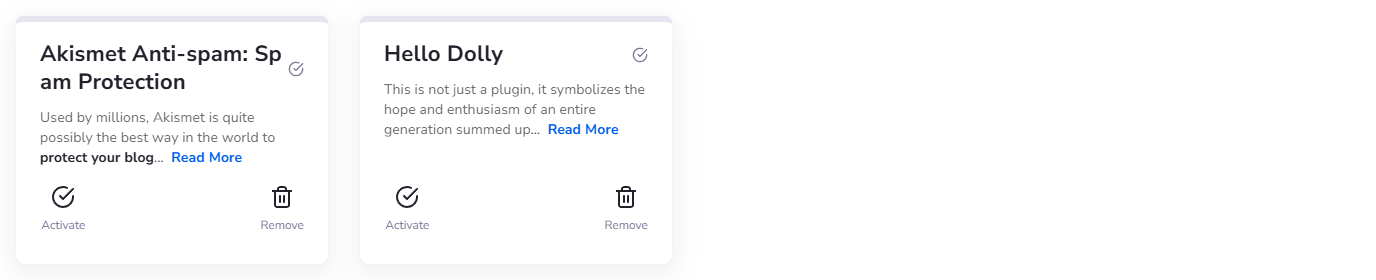 Akismet Anti-spam: Sp
am Protection
Used by millions, Akismet is quite
possibly the best way in the world to
protect your blog... Read More
Activate
Remove
Hello Dolly
This is not just a plugin, it symbolizes the
hope and enthusiasm of an entire
generation summed up... Read More
Activate
Remove